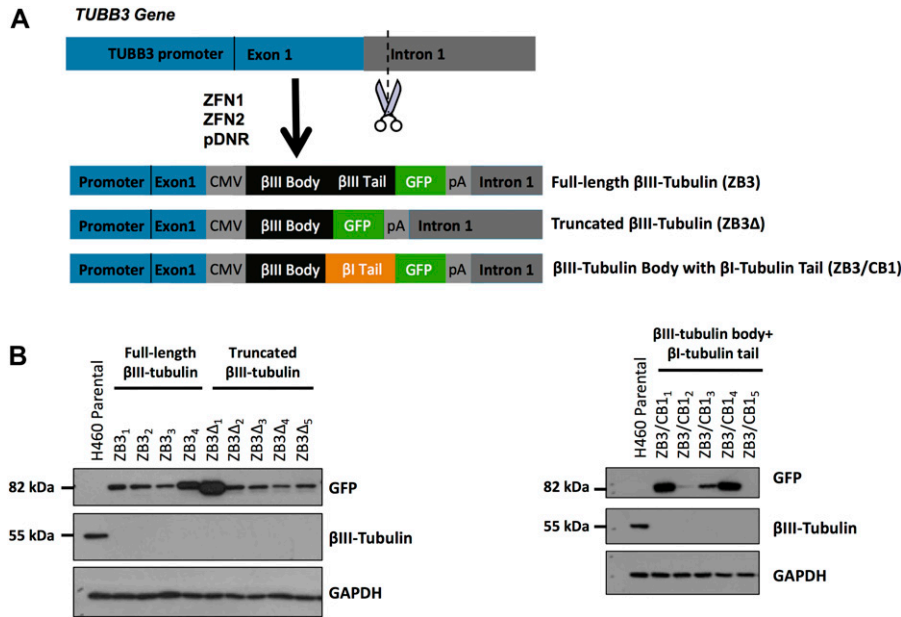 A
TUBB3 Gene
TUBB3 promoter Exon 1 Intron 1
ZFN1
ZFN2
pDNR
Promoter Exon1 CMV βIII Body βIII Tail GFP pA Intron 1 Full-length βIII-Tubulin (ZB3)
Promoter Exon1 CMV βIII Body GFP pA Intron 1 Truncated βIII-Tubulin (ZB3Δ)
Promoter Exon1 CMV βIII Body βI Tail GFP pA Intron 1 βIII-Tubulin Body with βI-Tubulin Tail (ZB3/CB1)
B
Full-length
βIII-tubulin
Truncated
βIII-tubulin
H460 Parental
ZB3₁
ZB3₂
ZB3₃
ZB3₄
ZB3Δ₁
ZB3Δ₂
ZB3Δ₃
ZB3Δ₄
ZB3Δ₅
82 kDa
GFP
55 kDa
βIII-Tubulin
GAPDH
βIII-tubulin body+
βI-tubulin tail
H460 Parental
ZB3/CB1₁
ZB3/CB1₂
ZB3/CB1₃
ZB3/CB1₄
ZB3/CB1₅
82 kDa
GFP
55 kDa
βIII-Tubulin
GAPDH